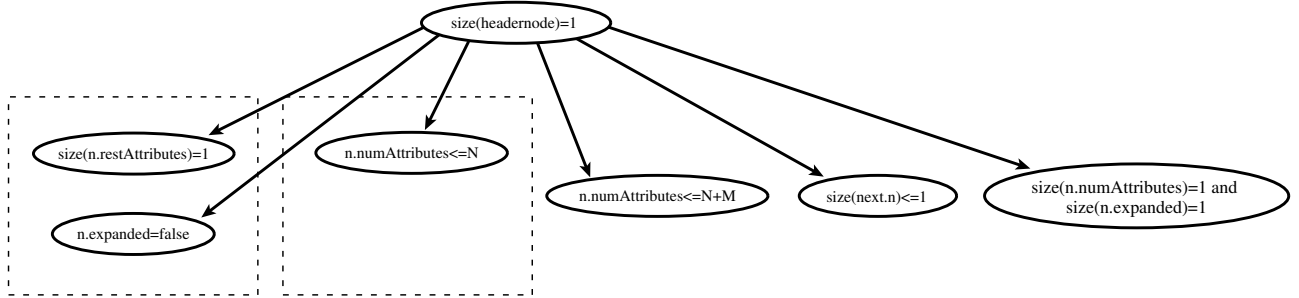 size(headernode)=1
size(n.restAttributes)=1
n.numAttributes<=N
n.numAttributes<=N+M
size(next.n)<=1
size(n.numAttributes)=1 and
size(n.expanded)=1
n.expanded=false